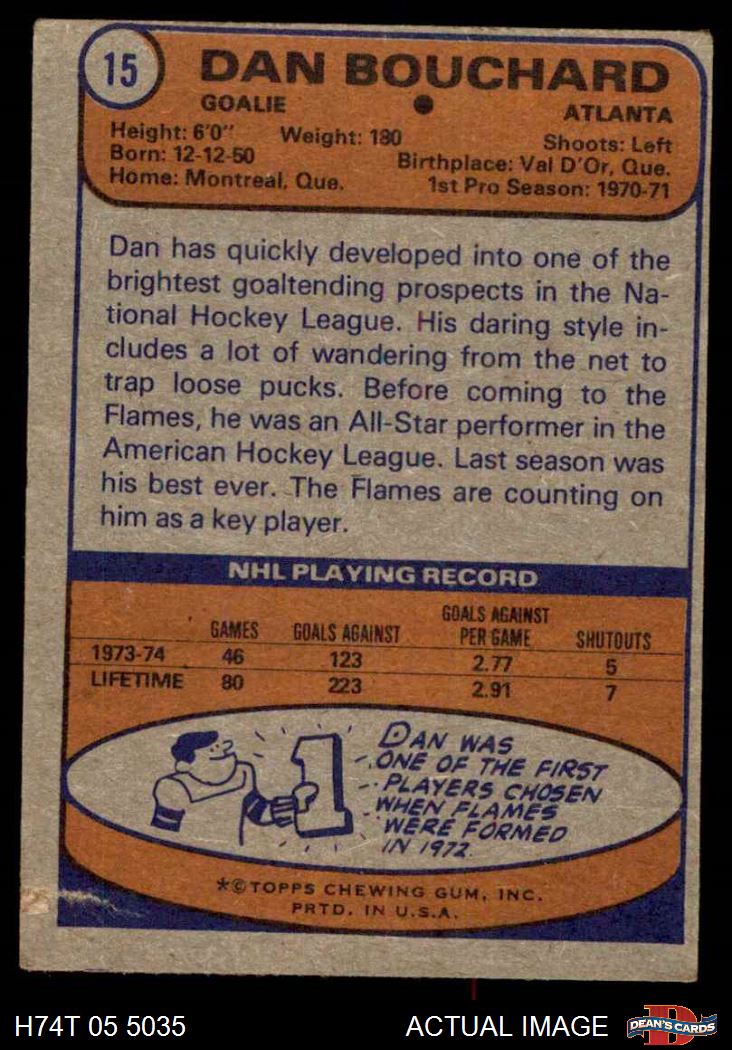 15
DAN BOUCHARD
GOALIE ● ATLANTA
Height: 6'0" Weight: 190 Shoots: Left
Born: 12-12-50 Birthplace: Val D'Or, Que.
Home: Montreal, Que. 1st Pro Season: 1970-71
Dan has quickly developed into one of the
brightest goaltending prospects in the Na-
tional Hockey League. His daring style in-
cludes a lot of wandering from the net to
trap loose pucks. Before coming to the
Flames, he was an All-Star performer in the
American Hockey League. Last season was
his best ever. The Flames are counting on
him as a key player.
NHL PLAYING RECORD
GAMES GOALS AGAINST GOALS AGAINST PER GAME SHUTOUTS
1973-74 46 123 2.77 5
LIFETIME 80 223 2.91 7
1
DAN WAS
ONE OF THE FIRST
PLAYERS CHOSEN
WHEN FLAMES
WERE FORMED
IN 1972.
*©TOPPS CHEWING GUM, INC.
PRTD. IN U.S.A.
H74T 05 5035 ACTUAL IMAGE D DEAN'S CARDS